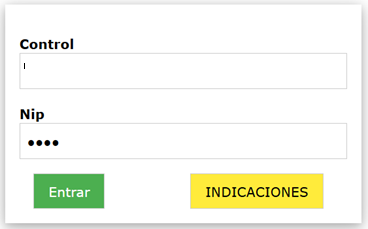 Control
Nip
••••
Entrar
INDICACIONES